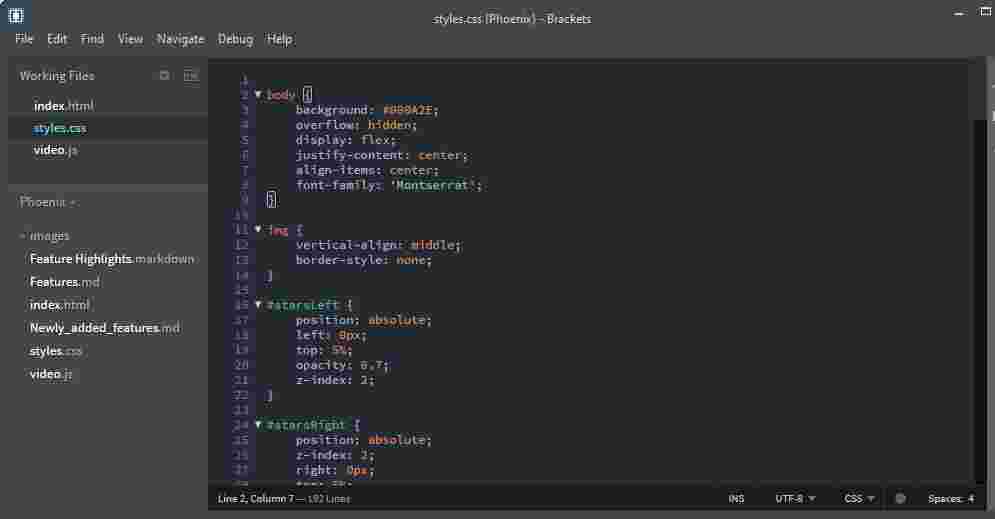 styles.css (Phoenix) - Brackets
File Edit Find View Navigate Debug Help
Working Files
index.html
styles.css
video.js
Phoenix
images
Feature Highlights.markdown
Features.md
index.html
Newly_added_features.md
styles.css
video.js
1
2 body {
3 background: #000A2E;
4 overflow: hidden;
5 display: flex;
6 justify-content: center;
7 align-items: center;
8 font-family: 'Montserrat';
9 }
10
11 img {
12 vertical-align: middle;
13 border-style: none;
14 }
15
16 #starsLeft {
17 position: absolute;
18 left: 0px;
19 top: 5%;
20 opacity: 0.7;
21 z-index: 2;
22 }
23
24 #starsRight {
25 position: absolute;
26 z-index: 2;
27 right: 0px;
Line 2, Column 7 — 192 Lines INS UTF-8 CSS Spaces: 4